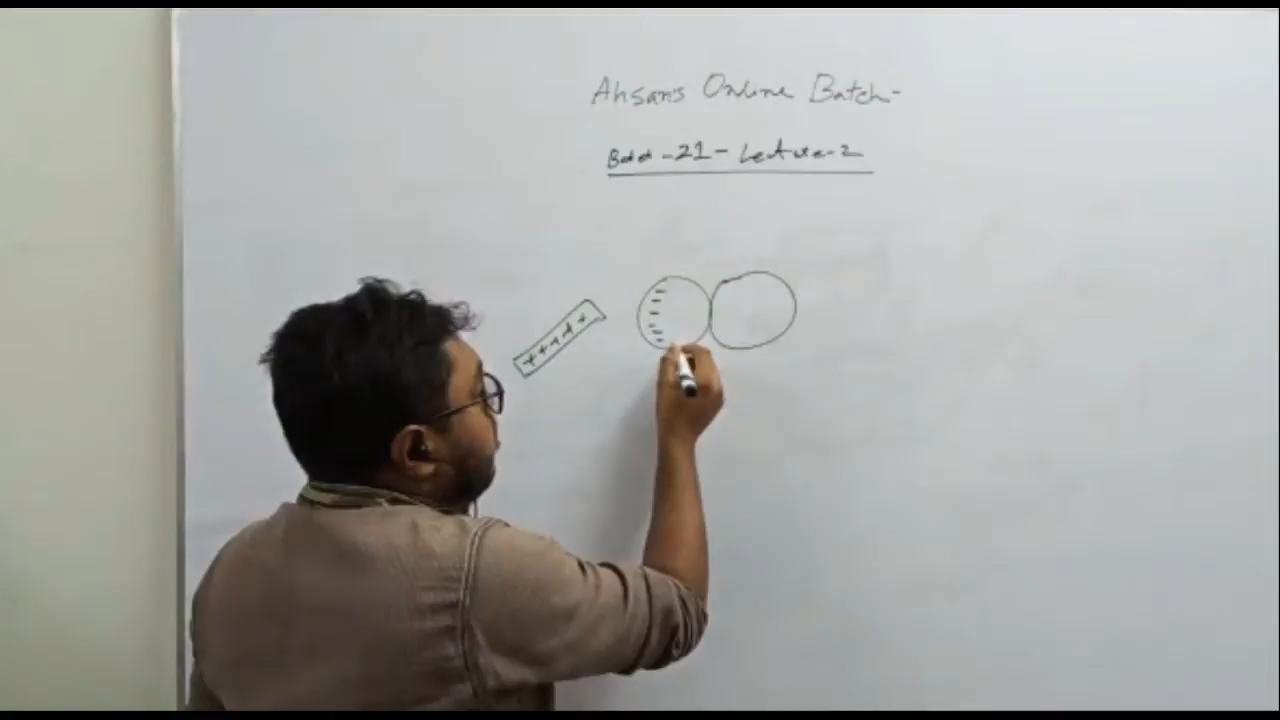 Ahsan's Online Batch-
Batch -21- Lecture-2
+ + + + +